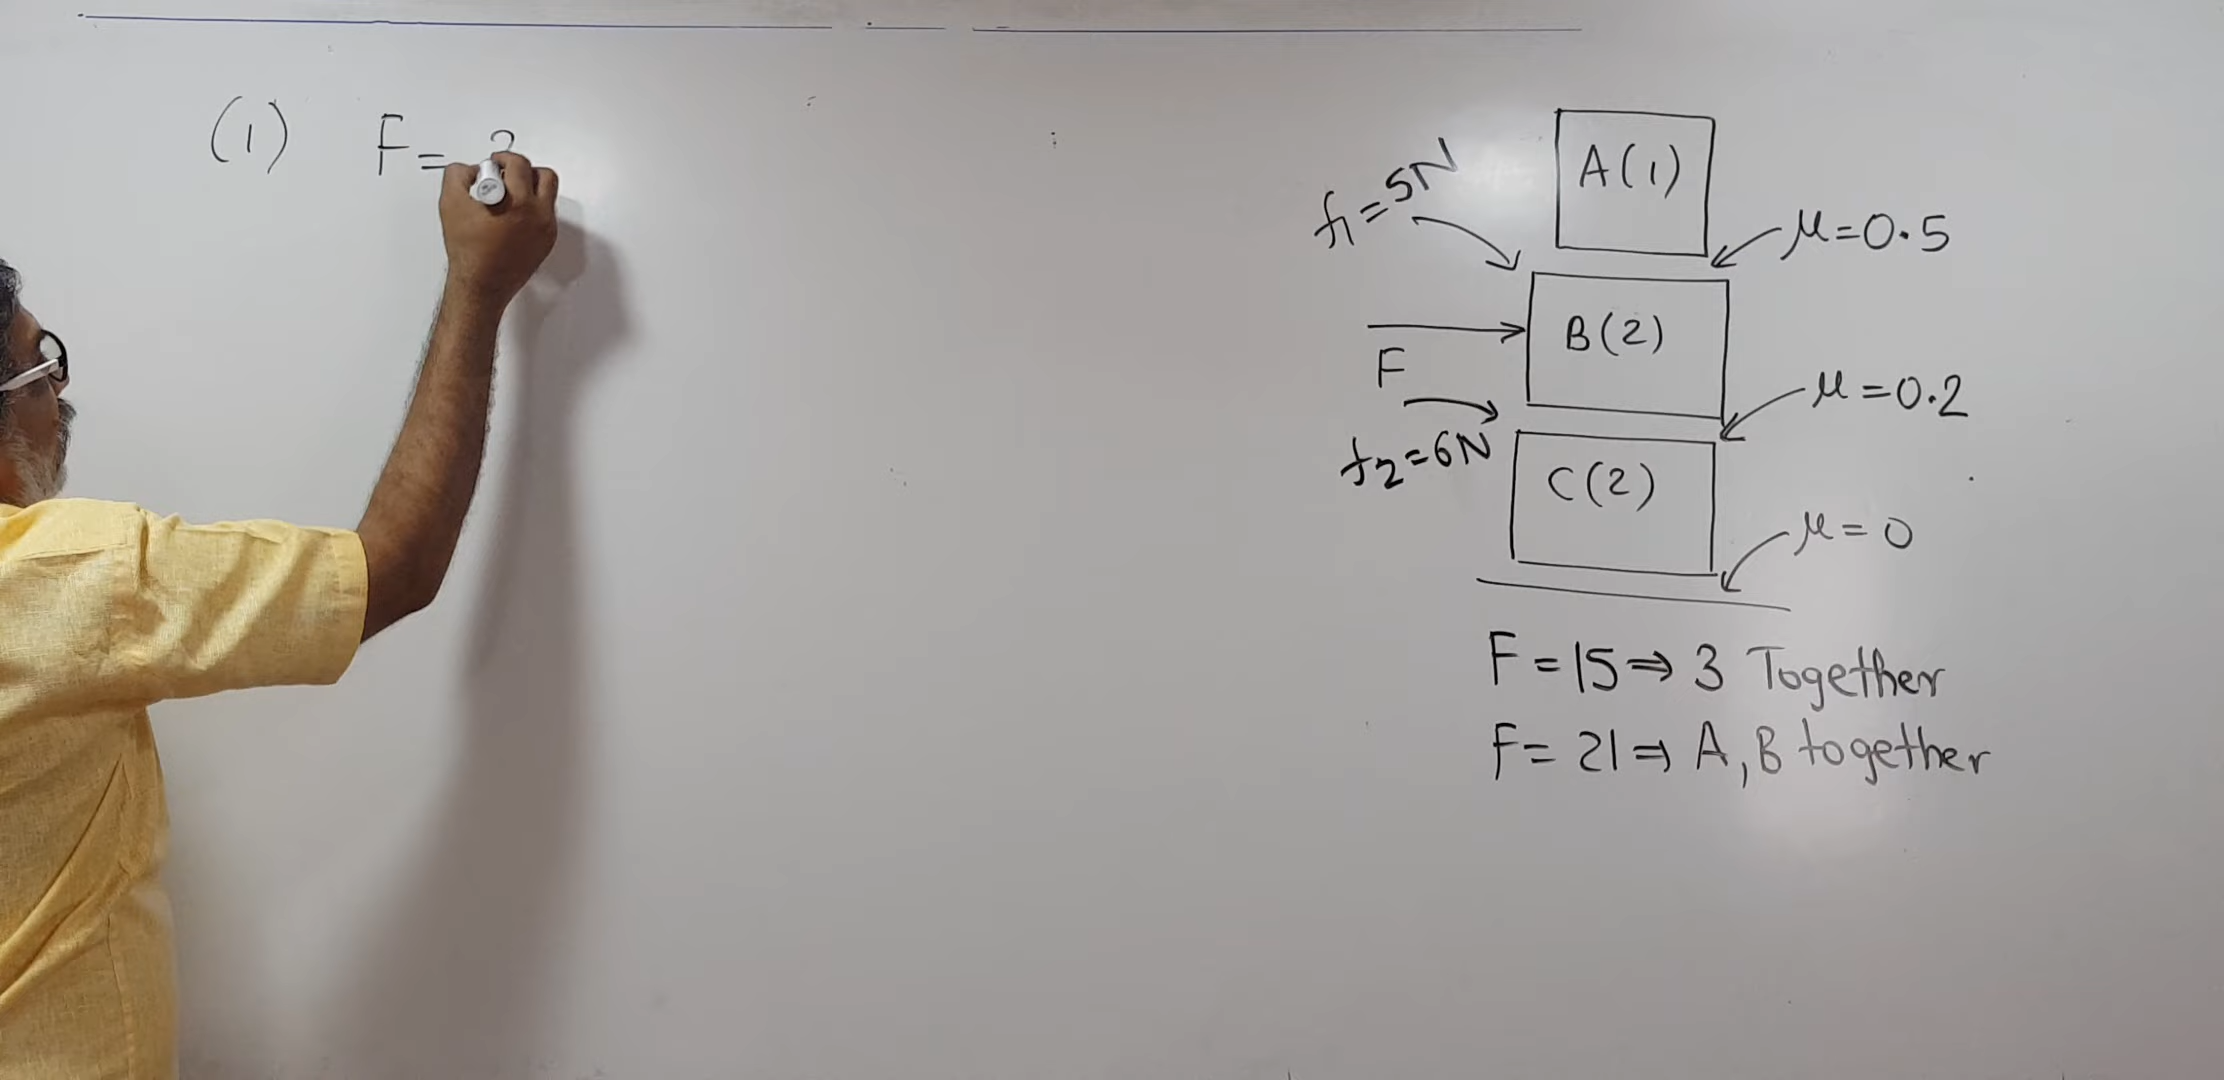 (1) F =
A(1)
f1 = 5N
μ = 0.5
B(2)
F
μ = 0.2
f2 = 6N
C(2)
μ = 0
F = 15 ⇒ 3 Together
F = 21 ⇒ A, B together